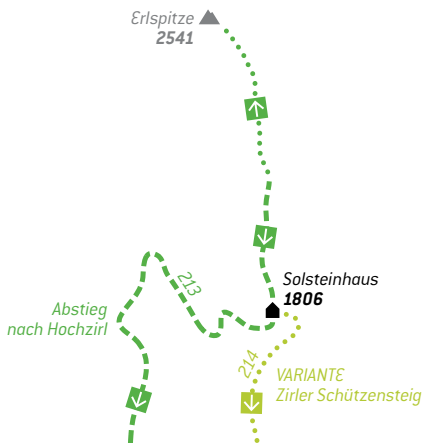 Erlspitze
2541
213
Solsteinhaus
1806
Abstieg
nach Hochzirl
214
VARIANTE
Zirler Schützensteig